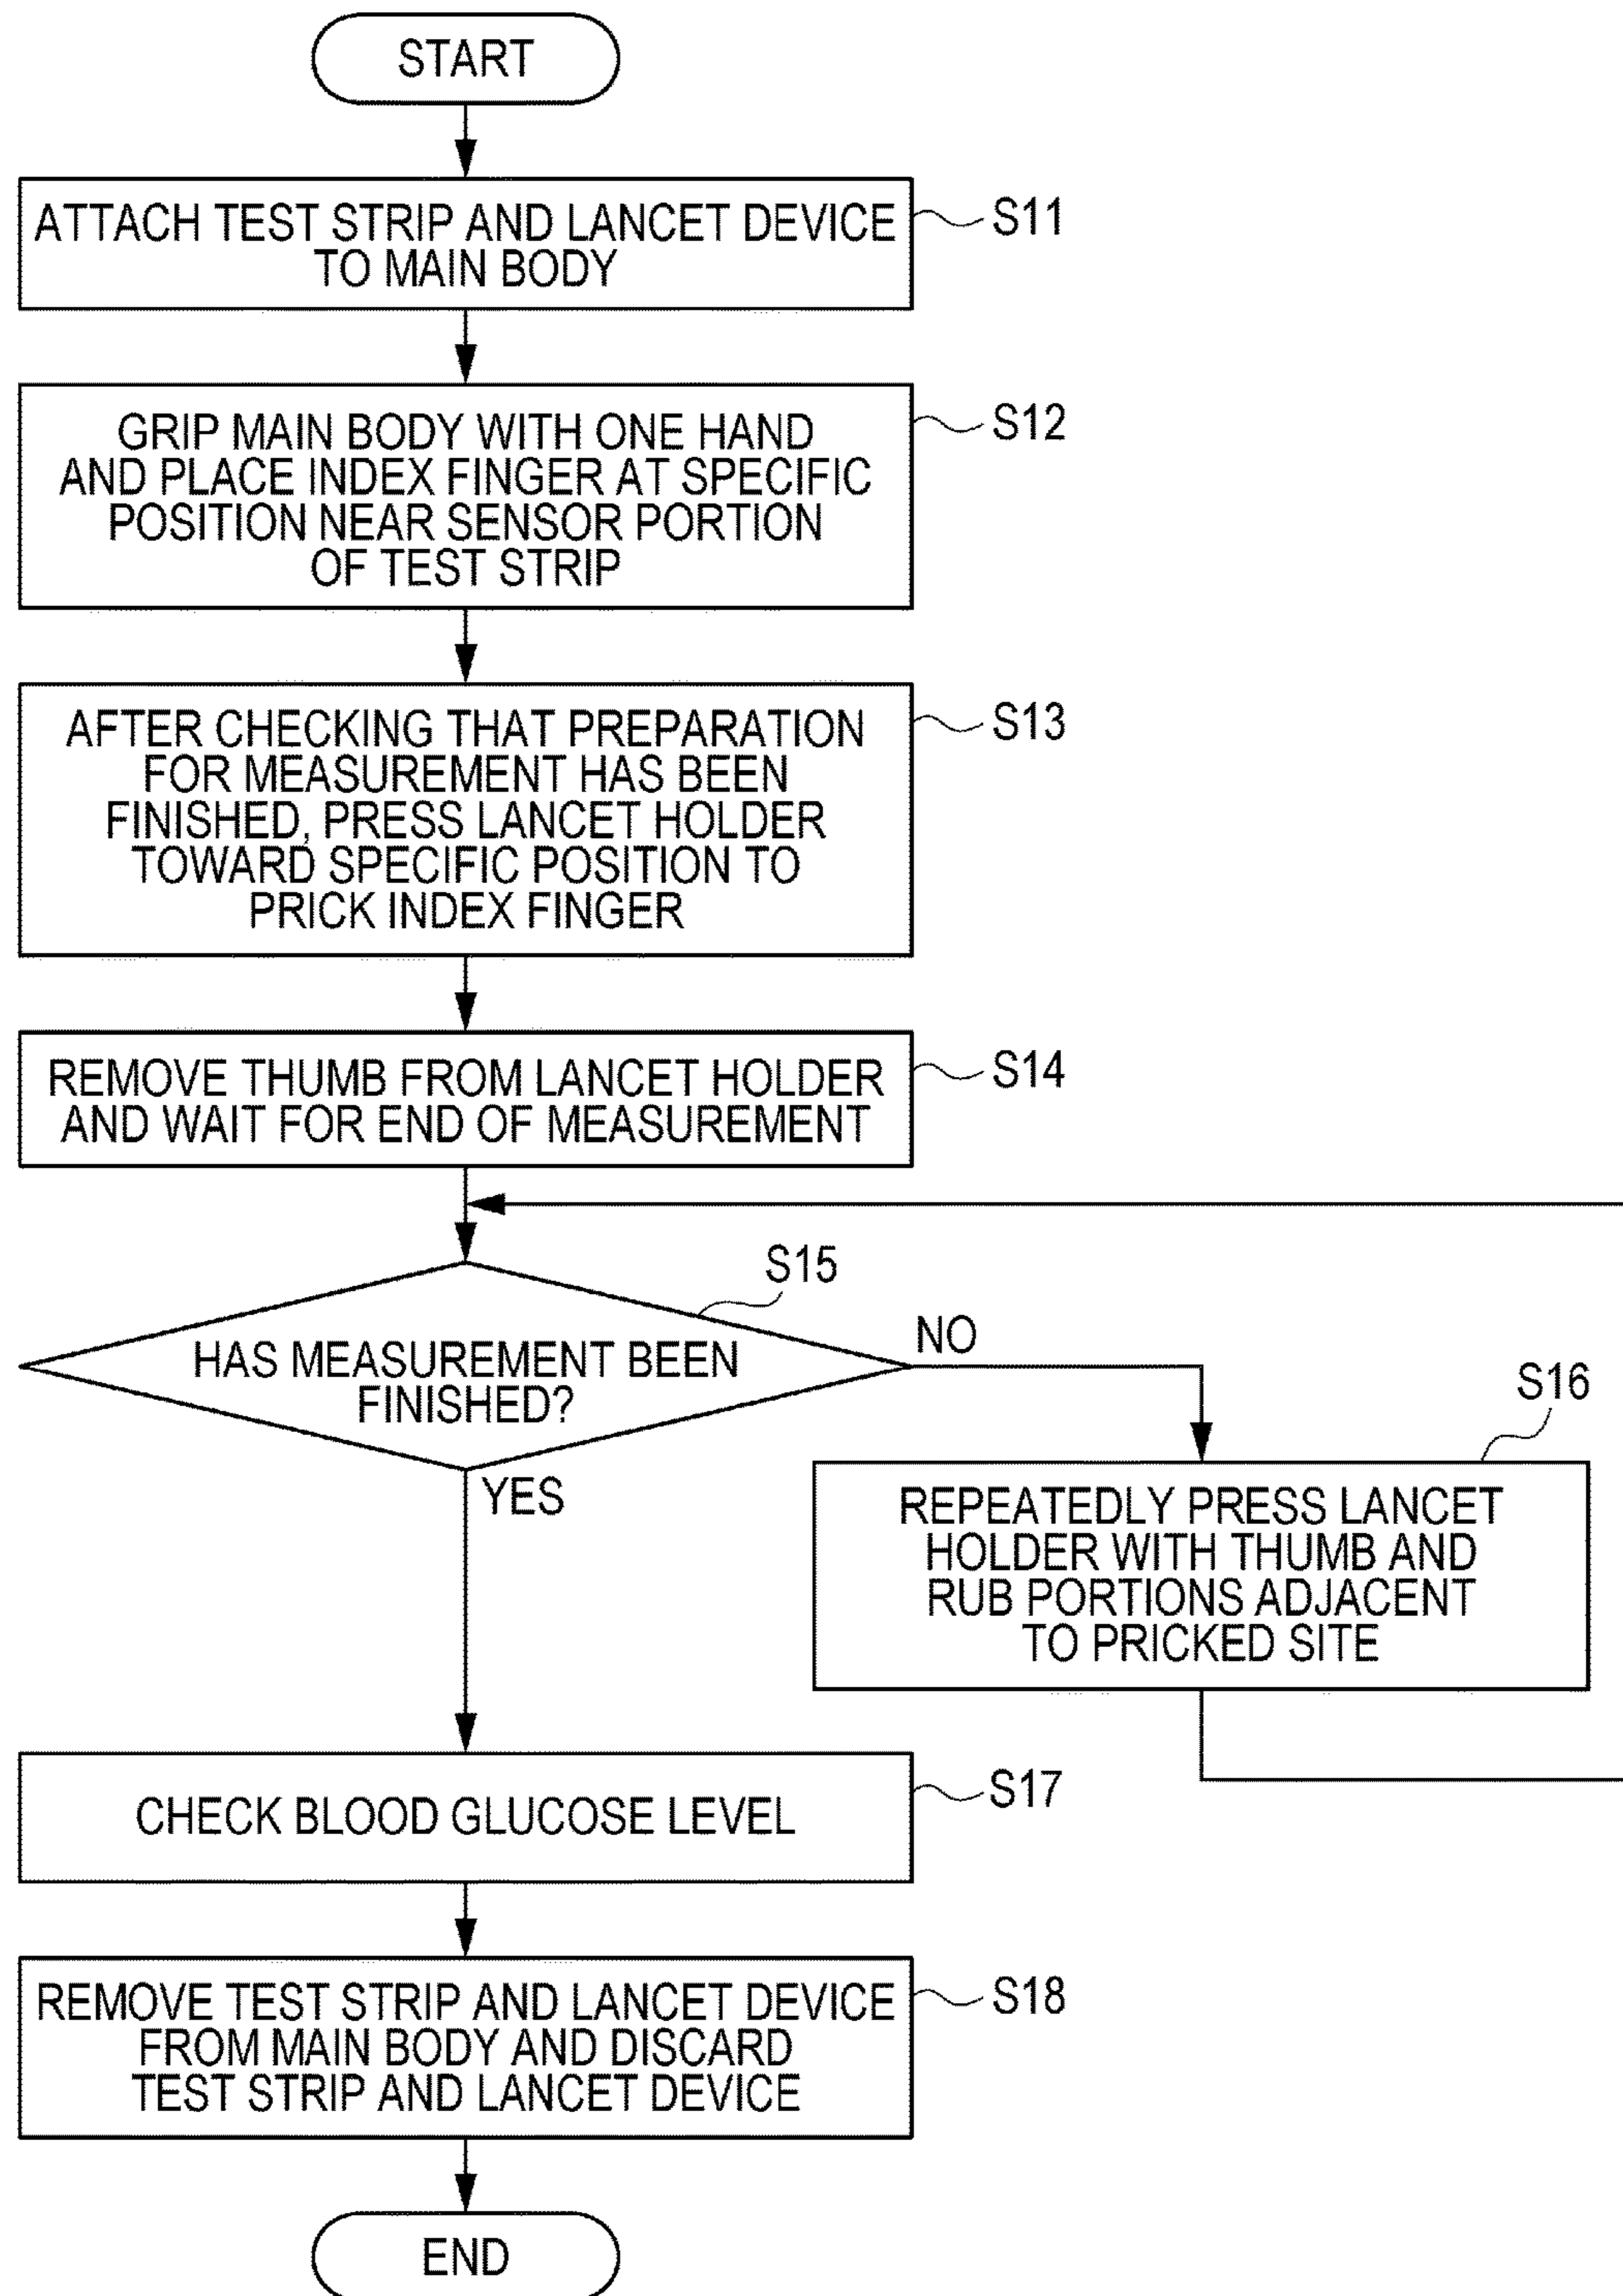 START
ATTACH TEST STRIP AND LANCET DEVICE
TO MAIN BODY
S11
GRIP MAIN BODY WITH ONE HAND
AND PLACE INDEX FINGER AT SPECIFIC
POSITION NEAR SENSOR PORTION
OF TEST STRIP
S12
AFTER CHECKING THAT PREPARATION
FOR MEASUREMENT HAS BEEN
FINISHED, PRESS LANCET HOLDER
TOWARD SPECIFIC POSITION TO
PRICK INDEX FINGER
S13
REMOVE THUMB FROM LANCET HOLDER
AND WAIT FOR END OF MEASUREMENT
S14
S15
HAS MEASUREMENT BEEN
FINISHED?
NO
YES
S16
REPEATEDLY PRESS LANCET
HOLDER WITH THUMB AND
RUB PORTIONS ADJACENT
TO PRICKED SITE
CHECK BLOOD GLUCOSE LEVEL
S17
REMOVE TEST STRIP AND LANCET DEVICE
FROM MAIN BODY AND DISCARD
TEST STRIP AND LANCET DEVICE
S18
END